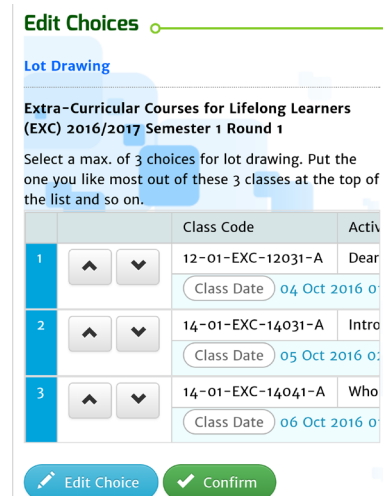 Edit Choices
Lot Drawing
Extra-Curricular Courses for Lifelong Learners
(EXC) 2016/2017 Semester 1 Round 1
Select a max. of 3 choices for lot drawing. Put the
one you like most out of these 3 classes at the top of
the list and so on.
Class Code
1 12-01-EXC-12031-A
Class Date 04 Oct 2016
2 14-01-EXC-14031-A
Class Date 05 Oct 2016
3 14-01-EXC-14041-A Who
Class Date 06 Oct 2016
Edit Choice Confirm